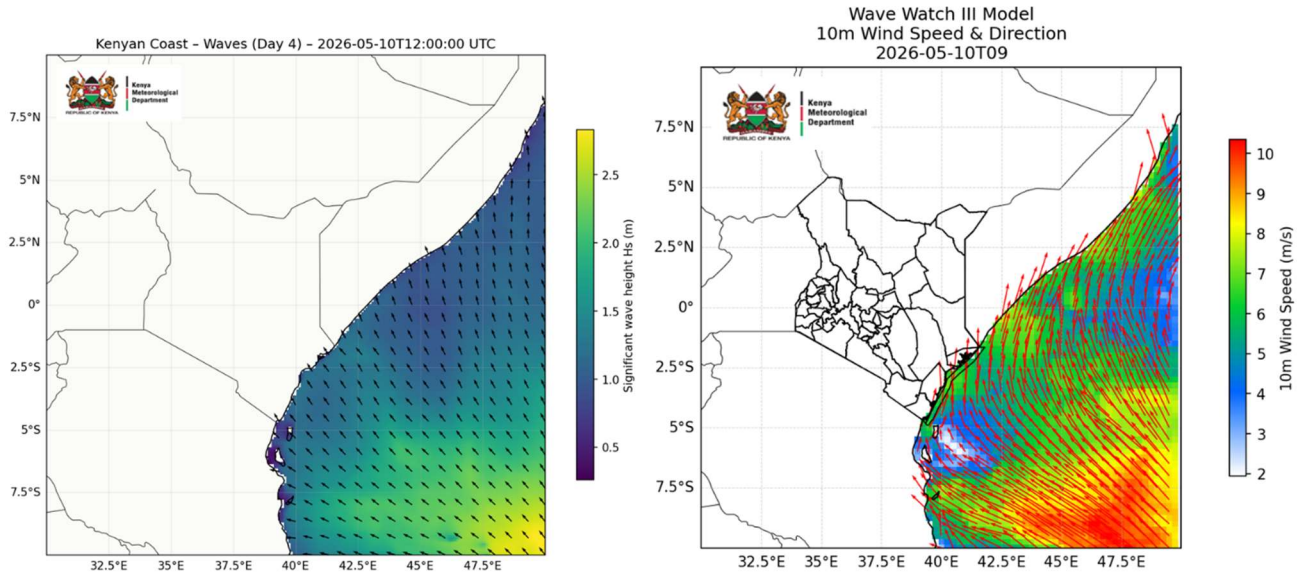 Kenyan Coast – Waves (Day 4) – 2026-05-10T12:00:00 UTC
Kenya
Meteorological
Department
REPUBLIC OF KENYA
7.5°N
5°N
2.5°N
0°
2.5°S
5°S
7.5°S
32.5°E 35°E 37.5°E 40°E 42.5°E 45°E 47.5°E
2.5
2.0
1.5
1.0
0.5
Significant wave height Hs (m)
Wave Watch III Model
10m Wind Speed & Direction
2026-05-10T09
Kenya
Meteorological
Department
REPUBLIC OF KENYA
7.5°N
5°N
2.5°N
0°
2.5°S
5°S
7.5°S
32.5°E 35°E 37.5°E 40°E 42.5°E 45°E 47.5°E
10
9
8
7
6
5
4
3
2
10m Wind Speed (m/s)